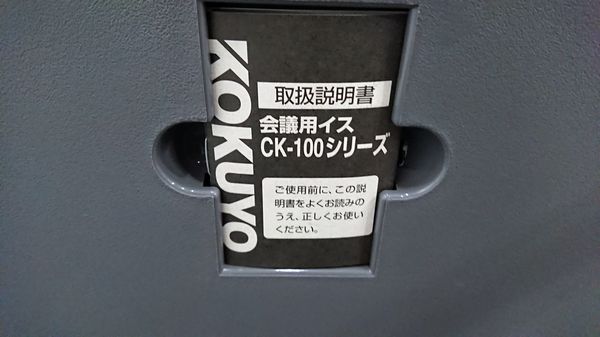 KOKUYO
取扱説明書
会議用イス
CK-100シリーズ
ご使用前に、この説
明書をよくお読みの
うえ、正しくお使い
ください。